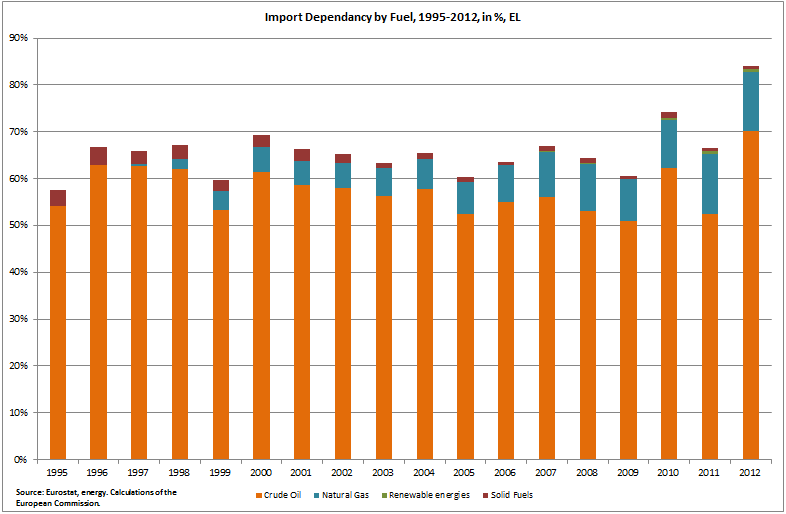 Import Dependancy by Fuel, 1995-2012, in %, EL
90%
80%
70%
60%
50%
40%
30%
20%
10%
0%
1995 1996 1997 1998 1999 2000 2001 2002 2003 2004 2005 2006 2007 2008 2009 2010 2011 2012
Source: Eurostat, energy. Calculations of the
European Commission.
Crude Oil Natural Gas Renewable energies Solid Fuels